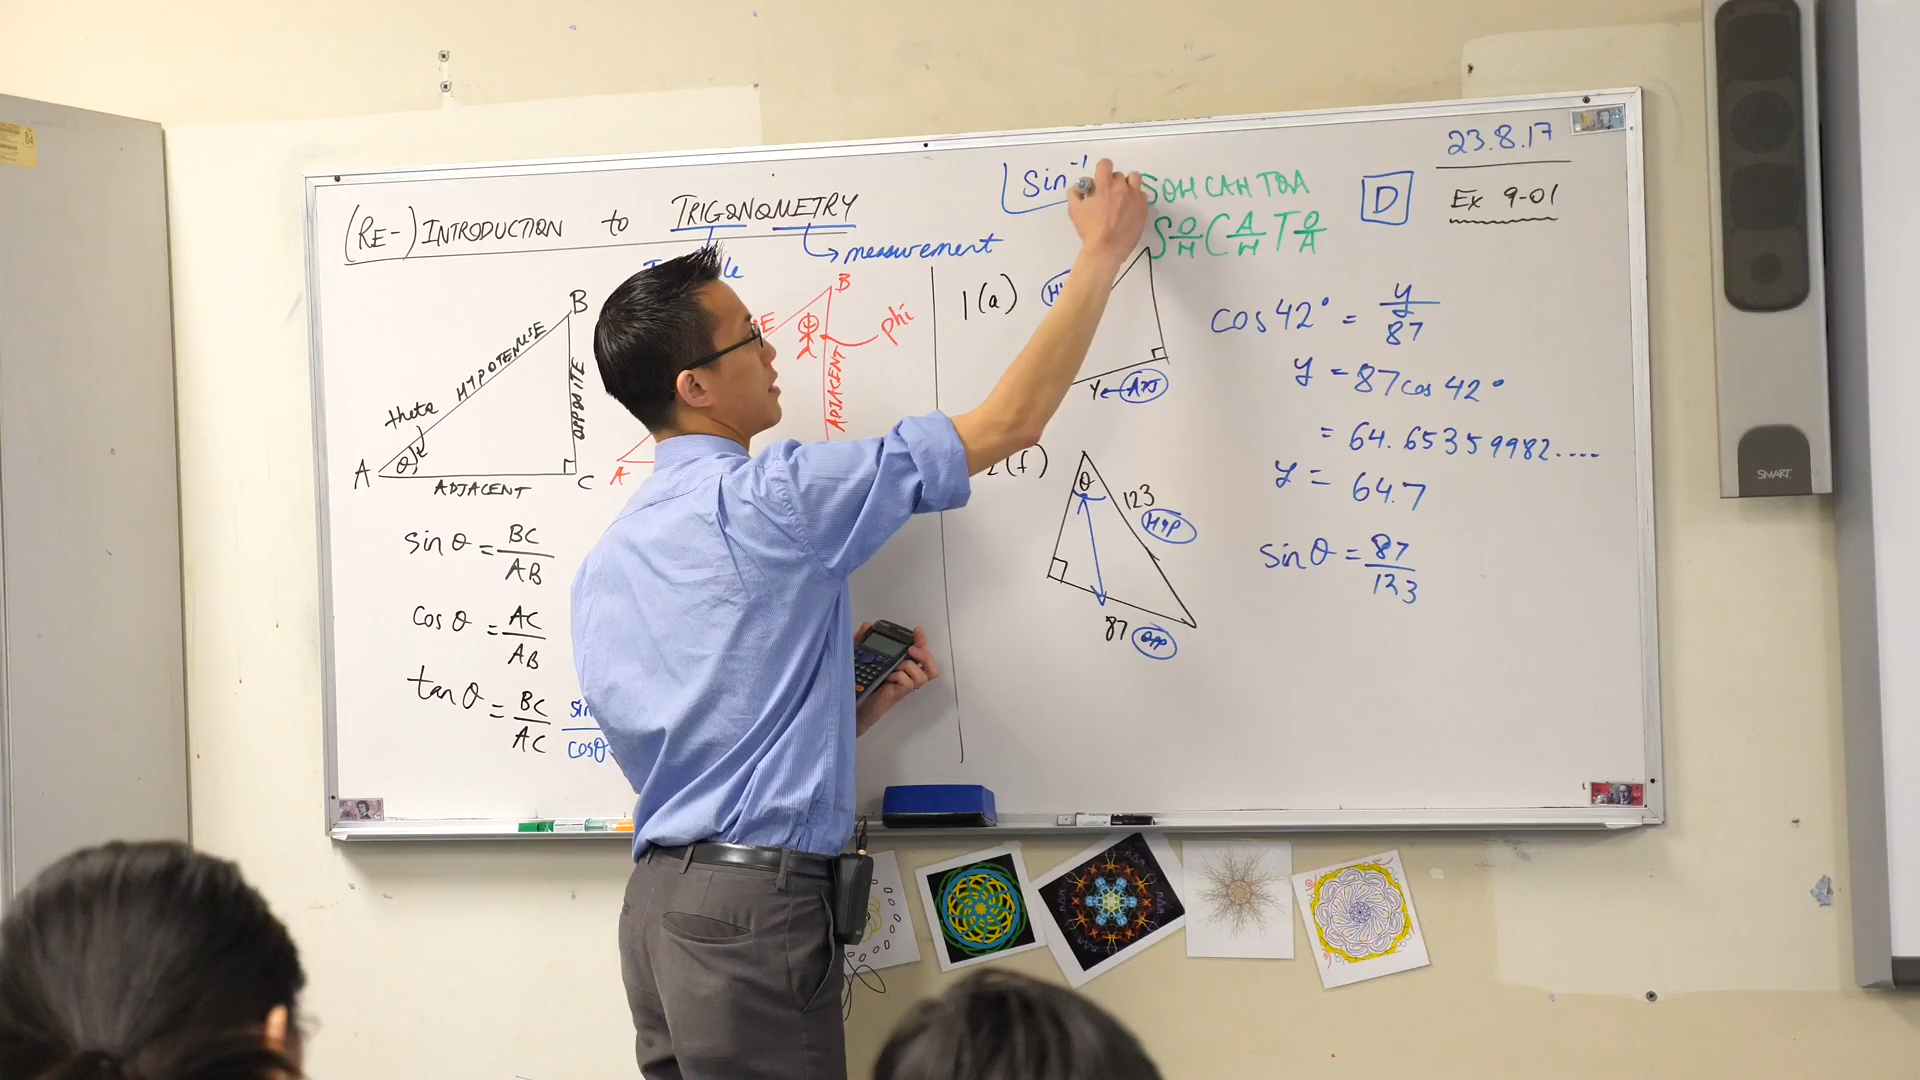 (RE-) INTRODUCTION to TRIGONOMETRY
measurement
B
HYPOTENUSE
OPPOSITE
theta
θ
A
ADJACENT
C
B
phi
ADJACENT
A
sin θ = BC / AB
cos θ = AC / AB
tan θ = BC / AC
cosθ
sin⁻¹
SOH CAH TOA
S O/H C A/H T O/A
D
23.8.17
Ex 9-01
1(a)
y
ADJ
cos 42° = y / 87
y = 87 cos 42°
= 64.65359982....
y = 64.7
(f)
θ
123
HYP
87
OPP
sin θ = 87 / 123
SMART